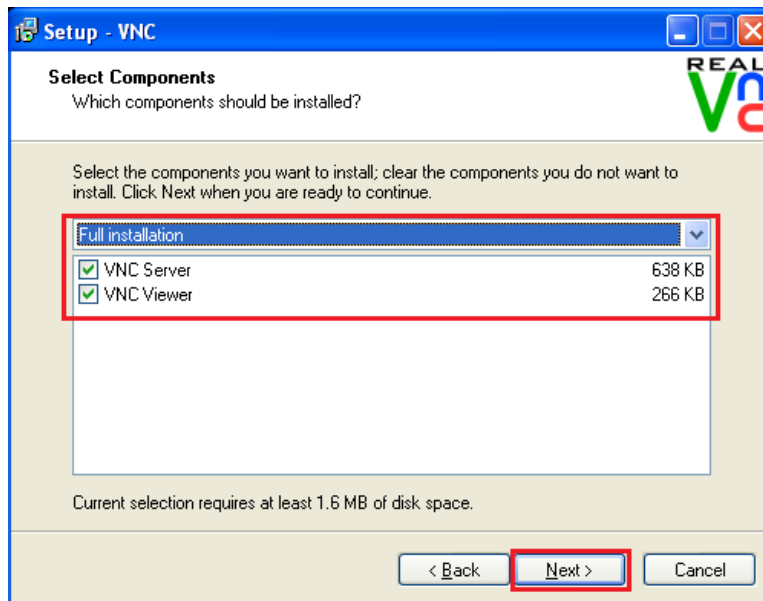 Setup - VNC
Select Components
Which components should be installed?
REAL
Vnc
Select the components you want to install; clear the components you do not want to
install. Click Next when you are ready to continue.
Full installation
VNC Server 638 KB
VNC Viewer 266 KB
Current selection requires at least 1.6 MB of disk space.
< Back Next > Cancel